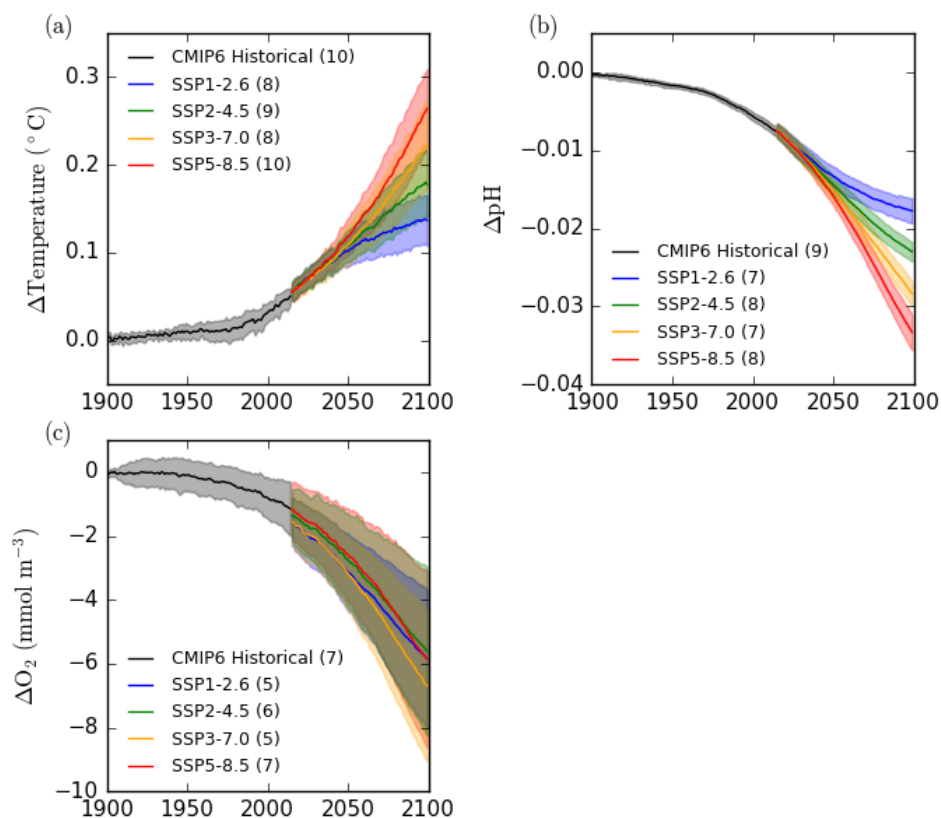 (a)
ΔTemperature (°C)
0.3
0.2
0.1
0.0
CMIP6 Historical (10)
SSP1-2.6 (8)
SSP2-4.5 (9)
SSP3-7.0 (8)
SSP5-8.5 (10)
1900 1950 2000 2050 2100
(b)
ΔpH
0.00
−0.01
−0.02
−0.03
−0.04
CMIP6 Historical (9)
SSP1-2.6 (7)
SSP2-4.5 (8)
SSP3-7.0 (7)
SSP5-8.5 (8)
1900 1950 2000 2050 2100
(c)
ΔO₂ (mmol m⁻³)
0
−2
−4
−6
−8
−10
CMIP6 Historical (7)
SSP1-2.6 (5)
SSP2-4.5 (6)
SSP3-7.0 (5)
SSP5-8.5 (7)
1900 1950 2000 2050 2100